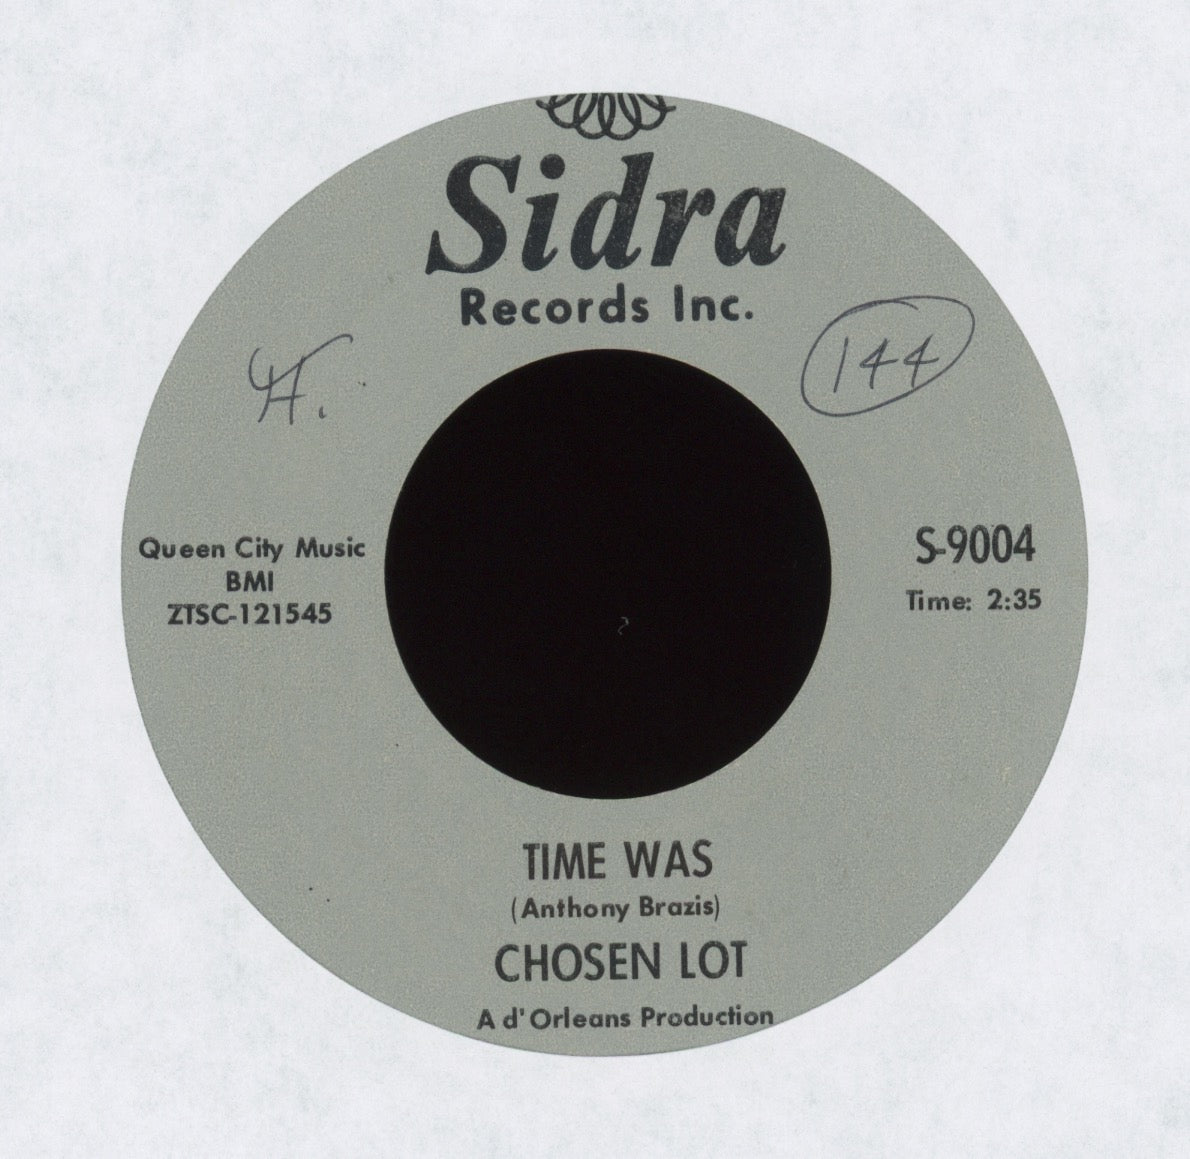 Sidra
Records Inc.
144
Queen City Music
BMI
ZTSC-121545
S-9004
Time: 2:35
TIME WAS
(Anthony Brazis)
CHOSEN LOT
A d'Orleans Production